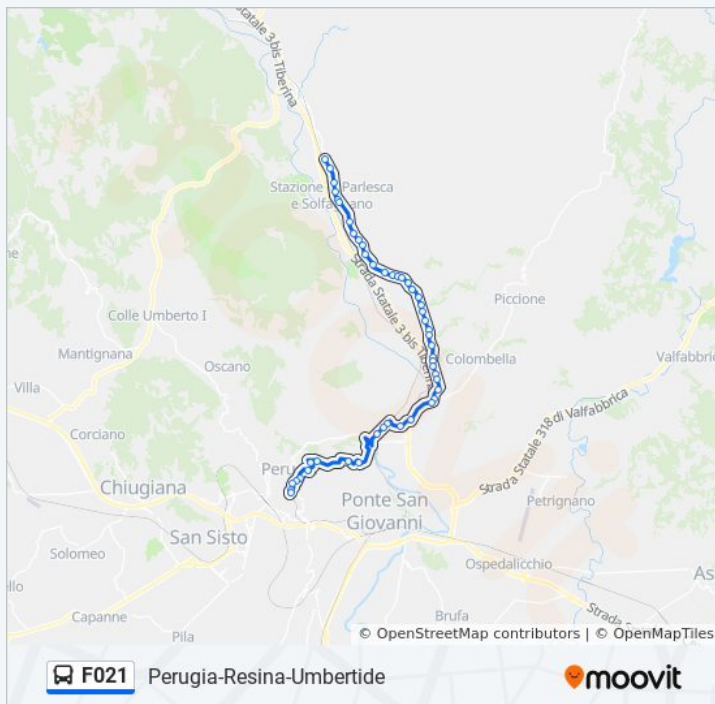 Statale 3 bis Tiberina
Stazione di Parlesca
e Solfagnano
Strada Statale 3 bis Tiberina
Piccione
Colle Umberto I
Mantignana
Oscano
Colombella
Valfabbrica
Villa
Corciano
Strada Statale 318 di Valfabbrica
Chiugiana
Ponte San
Giovanni
Petrignano
San Sisto
Solomeo
Ospedalicchio
Capanne
Pila
Brufa
Strada
© OpenStreetMap contributors | © OpenMapTiles
F021 Perugia-Resina-Umbertide
moovit